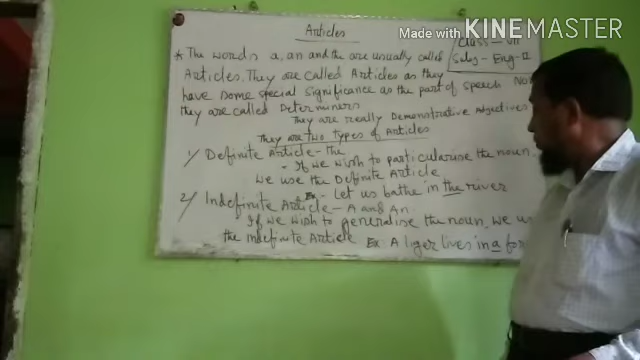 Made with KINEMASTER
Articles
Class - VII
Sub - Eng - II
* The words a, an and the are usually called
Articles. They are called Articles as they
have some special significance as the part of speech
they are called Determiners
They are really Demonstrative Adjectives
They are two types of Articles
1) Definite Article - The
- If we wish to particularise the noun
we use the Definite Article
Ex - Let us bathe in the river
2) Indefinite Article - A and An
If we wish to generalise the noun, we
the indefinite Article Ex: A tiger lives in a